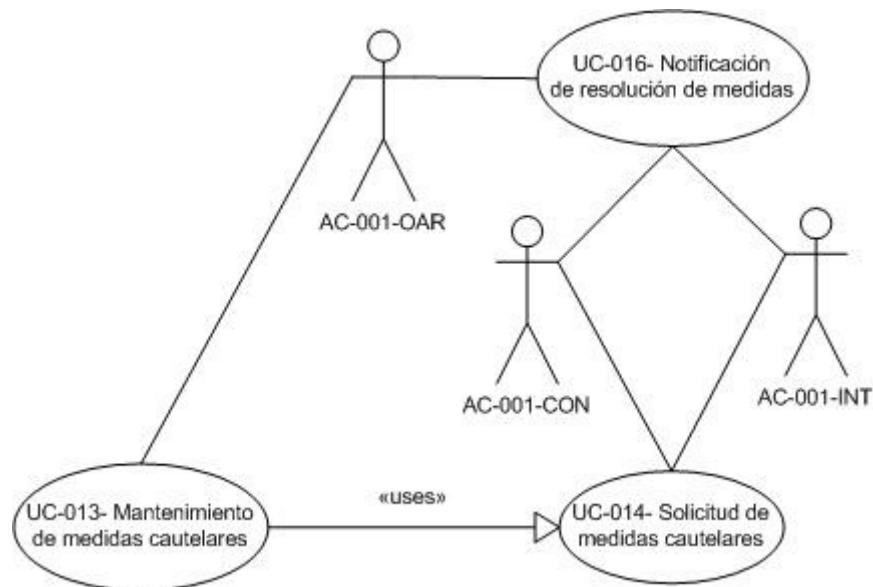 UC-016- Notificación
de resolución de medidas
AC-001-OAR
AC-001-CON
AC-001-INT
UC-013- Mantenimiento
de medidas cautelares
«uses»
UC-014- Solicitud de
medidas cautelares